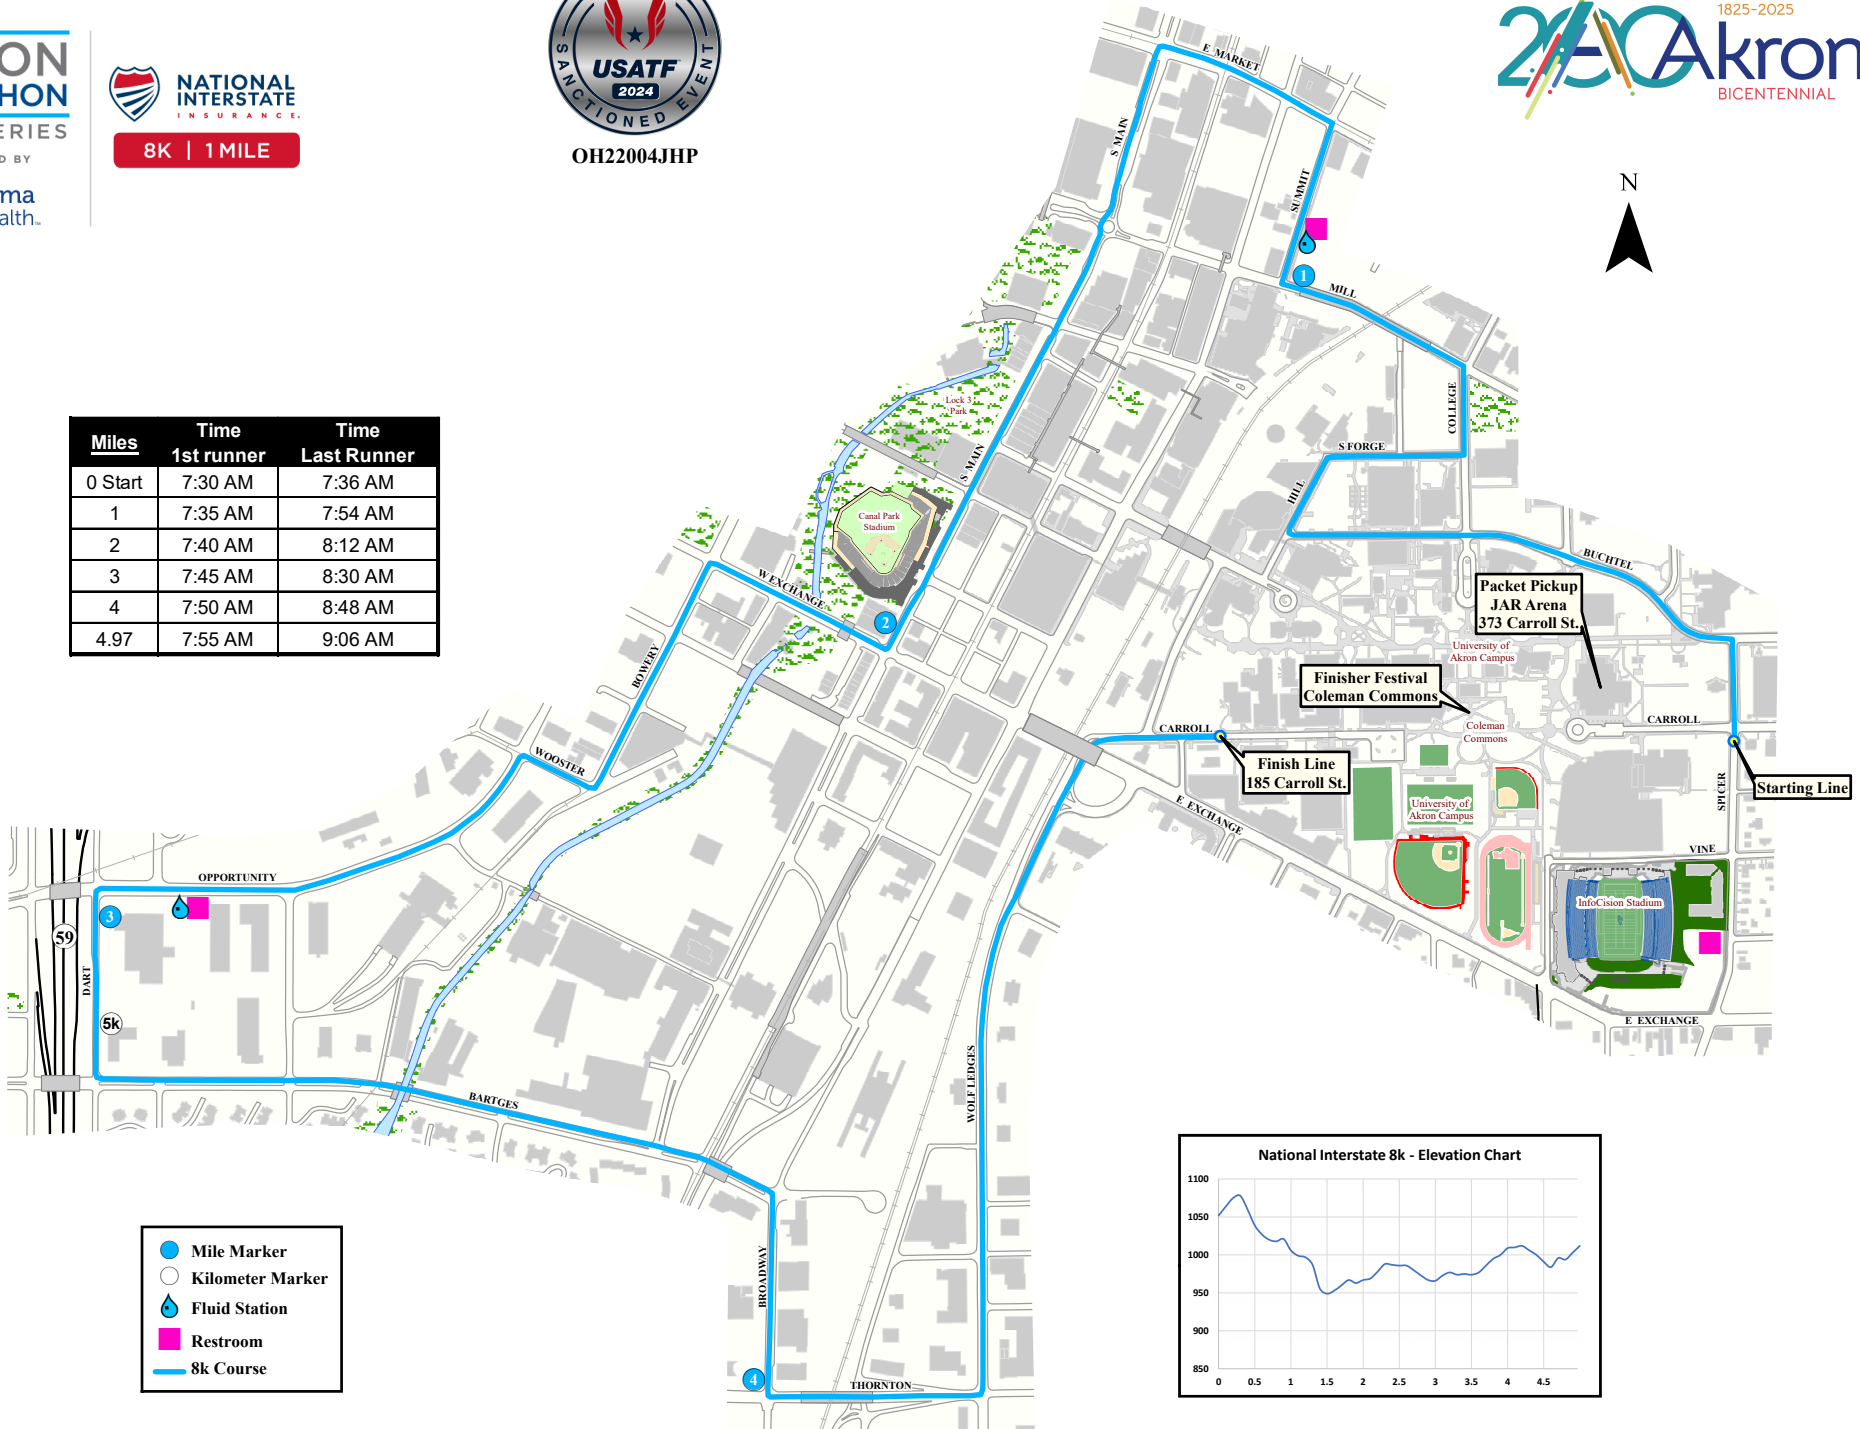 ON
HON
ERIES
D BY
ma
alth
NATIONAL
INTERSTATE
INSURANCE.
8K | 1 MILE
USATF
2024
SANCTIONED EVENT
OH22004JHP
1825-2025
200 Akron
BICENTENNIAL
N
Miles
Time
1st runner
Time
Last Runner
0 Start 7:30 AM 7:36 AM
1 7:35 AM 7:54 AM
2 7:40 AM 8:12 AM
3 7:45 AM 8:30 AM
4 7:50 AM 8:48 AM
4.97 7:55 AM 9:06 AM
E MARKET
S MAIN
SUMMIT
1
MILL
COLLEGE
S FORGE
HILL
BUCHTEL
Lock 3
Park
S MAIN
Canal Park
Stadium
W EXCHANGE
2
BOWERY
WOOSTER
Packet Pickup
JAR Arena
373 Carroll St.
University of
Akron Campus
Finisher Festival
Coleman Commons
Coleman
Commons
CARROLL
CARROLL
Finish Line
185 Carroll St.
Starting Line
SPICER
E EXCHANGE
University of
Akron Campus
VINE
InfoCision Stadium
E EXCHANGE
OPPORTUNITY
3
59
DART
5k
BARTGES
WOLF LEDGES
BROADWAY
4
THORNTON
Mile Marker
Kilometer Marker
Fluid Station
Restroom
8k Course
National Interstate 8k - Elevation Chart
1100
1050
1000
950
900
850
0 0.5 1 1.5 2 2.5 3 3.5 4 4.5